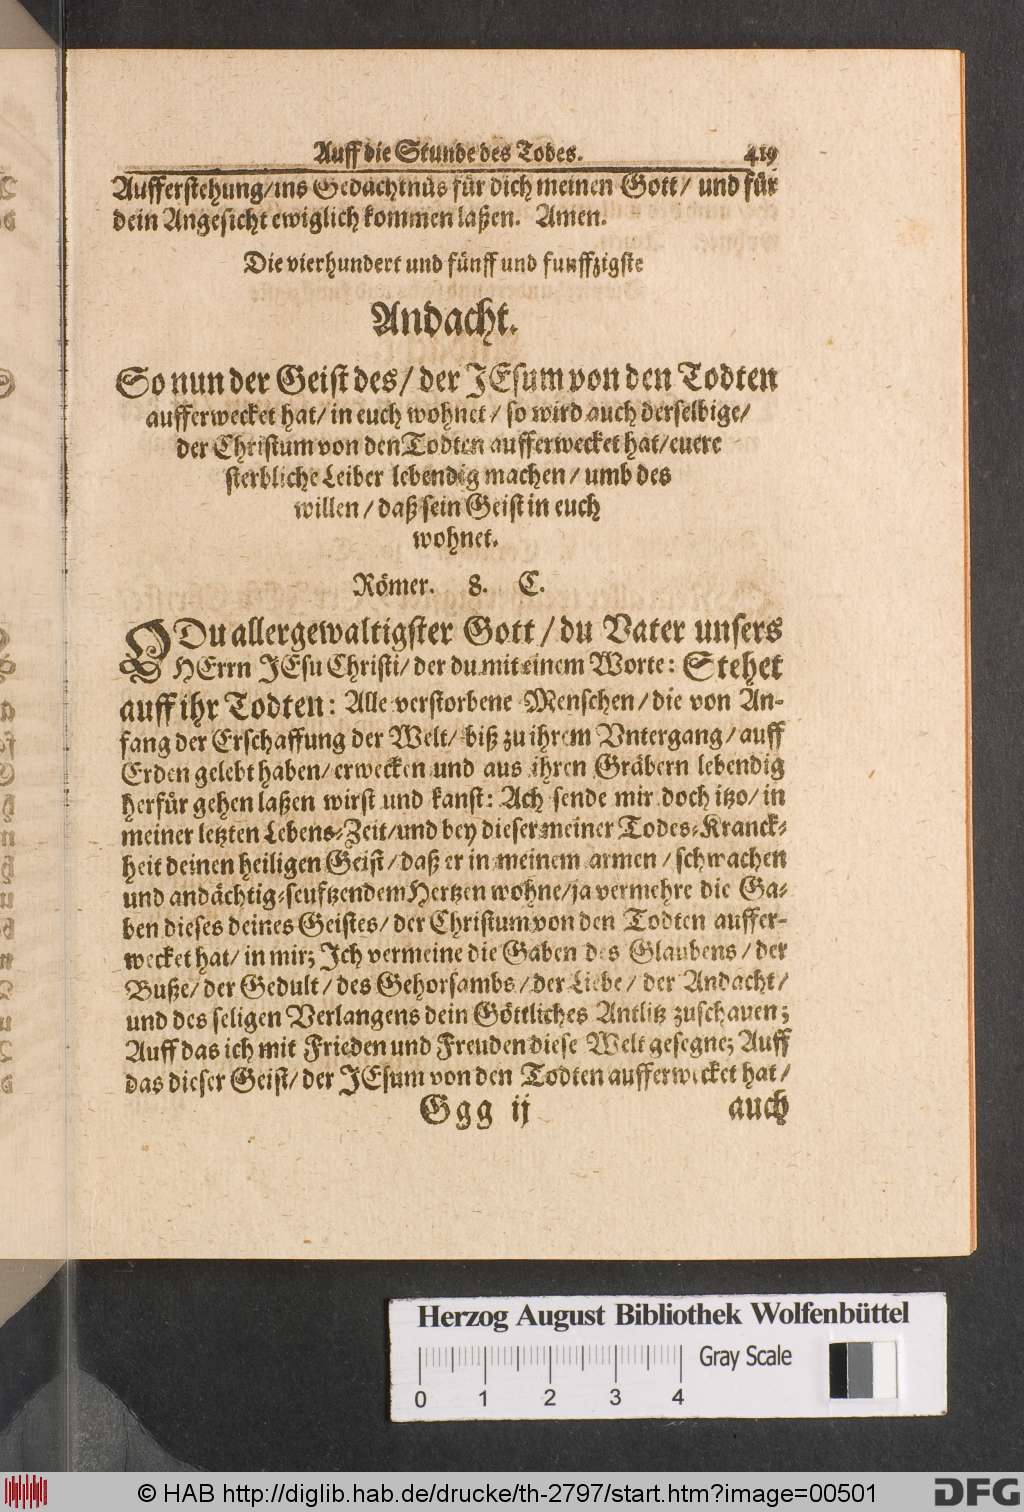 Auff die Stunde des Todes. 419
Aufferstehung/ins Gedächtnüs für dich meinen Gott/ und für
dein Angesicht ewiglich kommen laßen. Amen.
Die vierhundert und fünff und funffzigste
Andacht.
So nun der Geist des/ der JEsum von den Todten
aufferwecket hat/ in euch wohnet/ so wird auch derselbige/
der Christum von den Todten aufferwecket hat/euere
sterbliche Leiber lebendig machen/ umb des
willen/ daß sein Geist in euch
wohnet.
Römer. 8. C.
O Du allergewaltigster Gott/ du Vater unsers
HErrn JEsu Christi/ der du mit einem Worte: Stehet
auff ihr Todten: Alle verstorbene Menschen/ die von An-
fang der Erschaffung der Welt/ biß zu ihrem Untergang/ auff
Erden gelebt haben/ erwecken und aus ihren Gräbern lebendig
herfür gehen laßen wirst und kanst: Ach sende mir doch itzo/ in
meiner letzten Lebens-Zeit/und bey dieser meiner Todes-Kranck-
heit deinen heiligen Geist/ daß er in meinem armen/ schwachen
und andächtig-seuftzendem Hertzen wohne/ja vermehre die Ga-
ben dieses deines Geistes/ der Christum von den Todten auffer-
wecket hat/ in mir; Ich vermeine die Gaben des Glaubens/ der
Buße/ der Gedult/ des Gehorsambs/ der Liebe/ der Andacht/
und des seligen Verlangens dein Göttliches Antlitz zuschauen;
Auff das ich mit Frieden und Freuden diese Welt gesegne; Auff
das dieser Geist/ der JEsum von den Todten aufferwecket hat/
Ggg ij auch
Herzog August Bibliothek Wolfenbüttel
Gray Scale
0 1 2 3 4
© HAB http://diglib.hab.de/drucke/th-2797/start.htm?image=00501
DFG